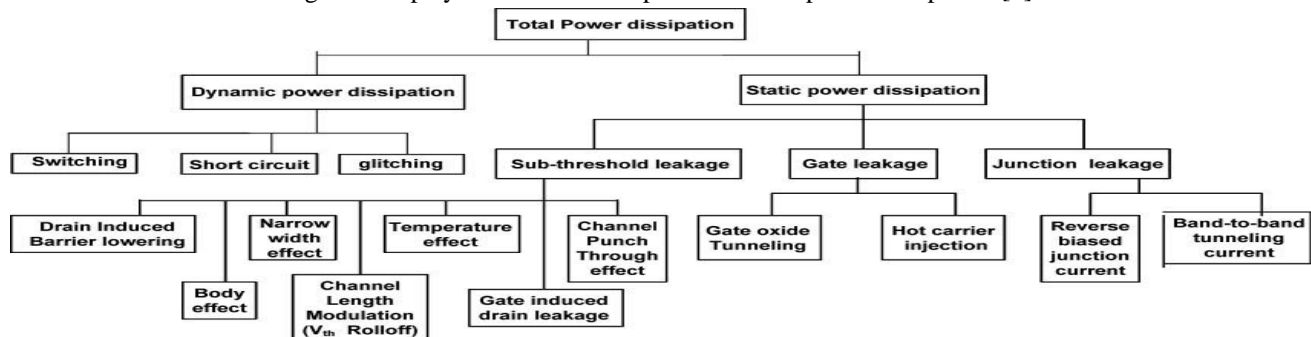 Total Power dissipation
Dynamic power dissipation
Static power dissipation
Switching
Short circuit
glitching
Sub-threshold leakage
Gate leakage
Junction leakage
Drain Induced
Barrier lowering
Narrow
width
effect
Temperature
effect
Channel
Punch
Through effect
Gate oxide
Tunneling
Hot carrier
injection
Reverse
biased
junction
current
Band-to-band
tunneling
current
Body
effect
Channel
Length
Modulation
(Vth Rolloff)
Gate induced
drain leakage